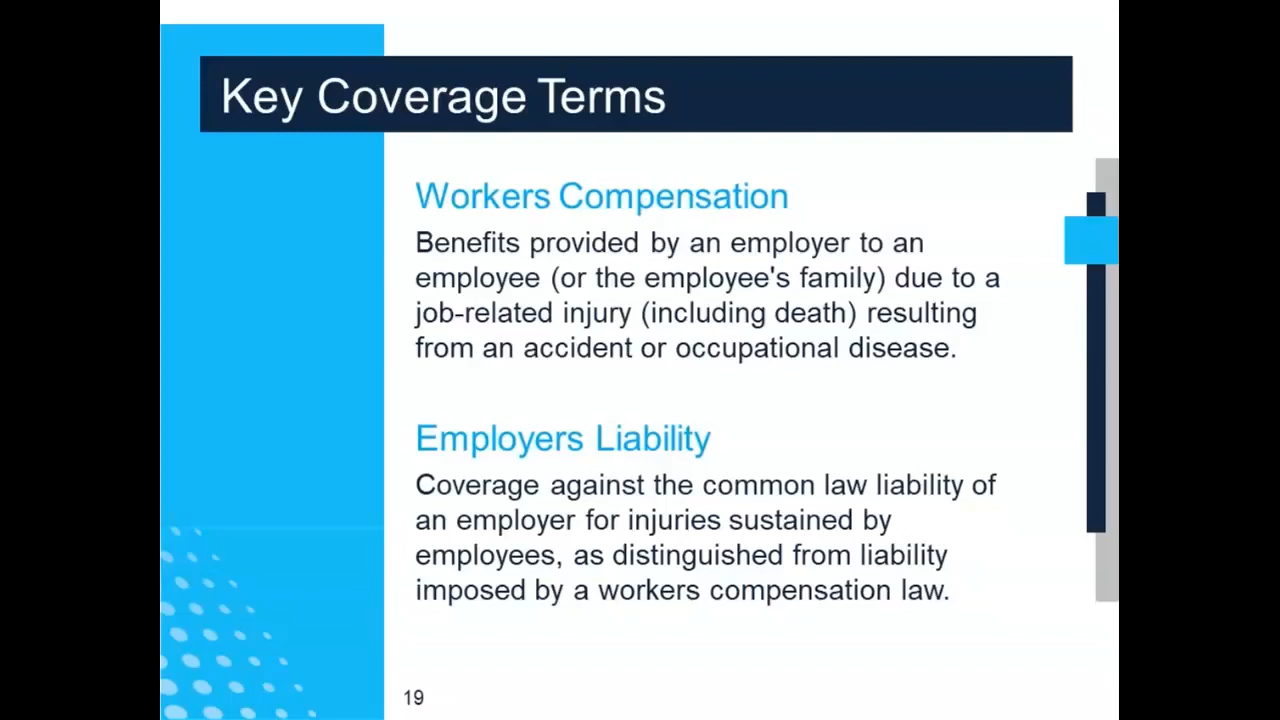 Key Coverage Terms
Workers Compensation
Benefits provided by an employer to an
employee (or the employee's family) due to a
job-related injury (including death) resulting
from an accident or occupational disease.
Employers Liability
Coverage against the common law liability of
an employer for injuries sustained by
employees, as distinguished from liability
imposed by a workers compensation law.
19